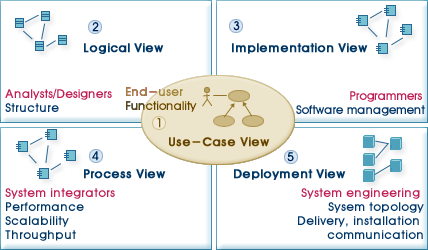 2
Logical View
Analysts/Designers
Structure
3
Implementation View
Programmers
Software management
End-user
Functionality
1
Use-Case View
4
Process View
System integrators
Performance
Scalability
Throughput
5
Deployment View
System engineering
Sysem topology
Delivery, installation
communication